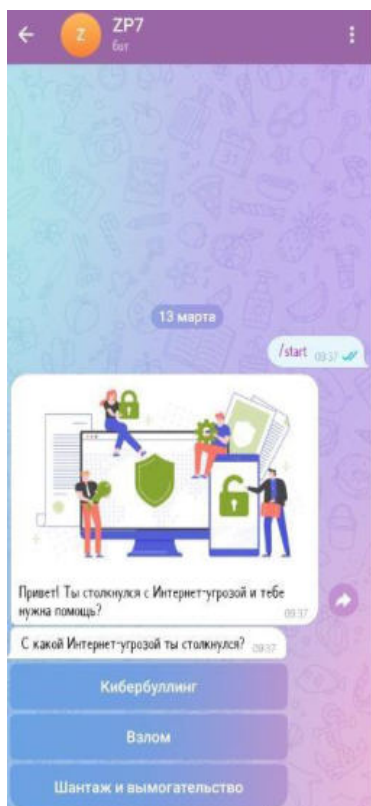 Z
ZP7
бот
13 марта
/start 09:37
Привет! Ты столкнулся с Интернет-угрозой и тебе
нужна помощь?
09:37
С какой Интернет-угрозой ты столкнулся? 09:37
Кибербуллинг
Взлом
Шантаж и вымогательство